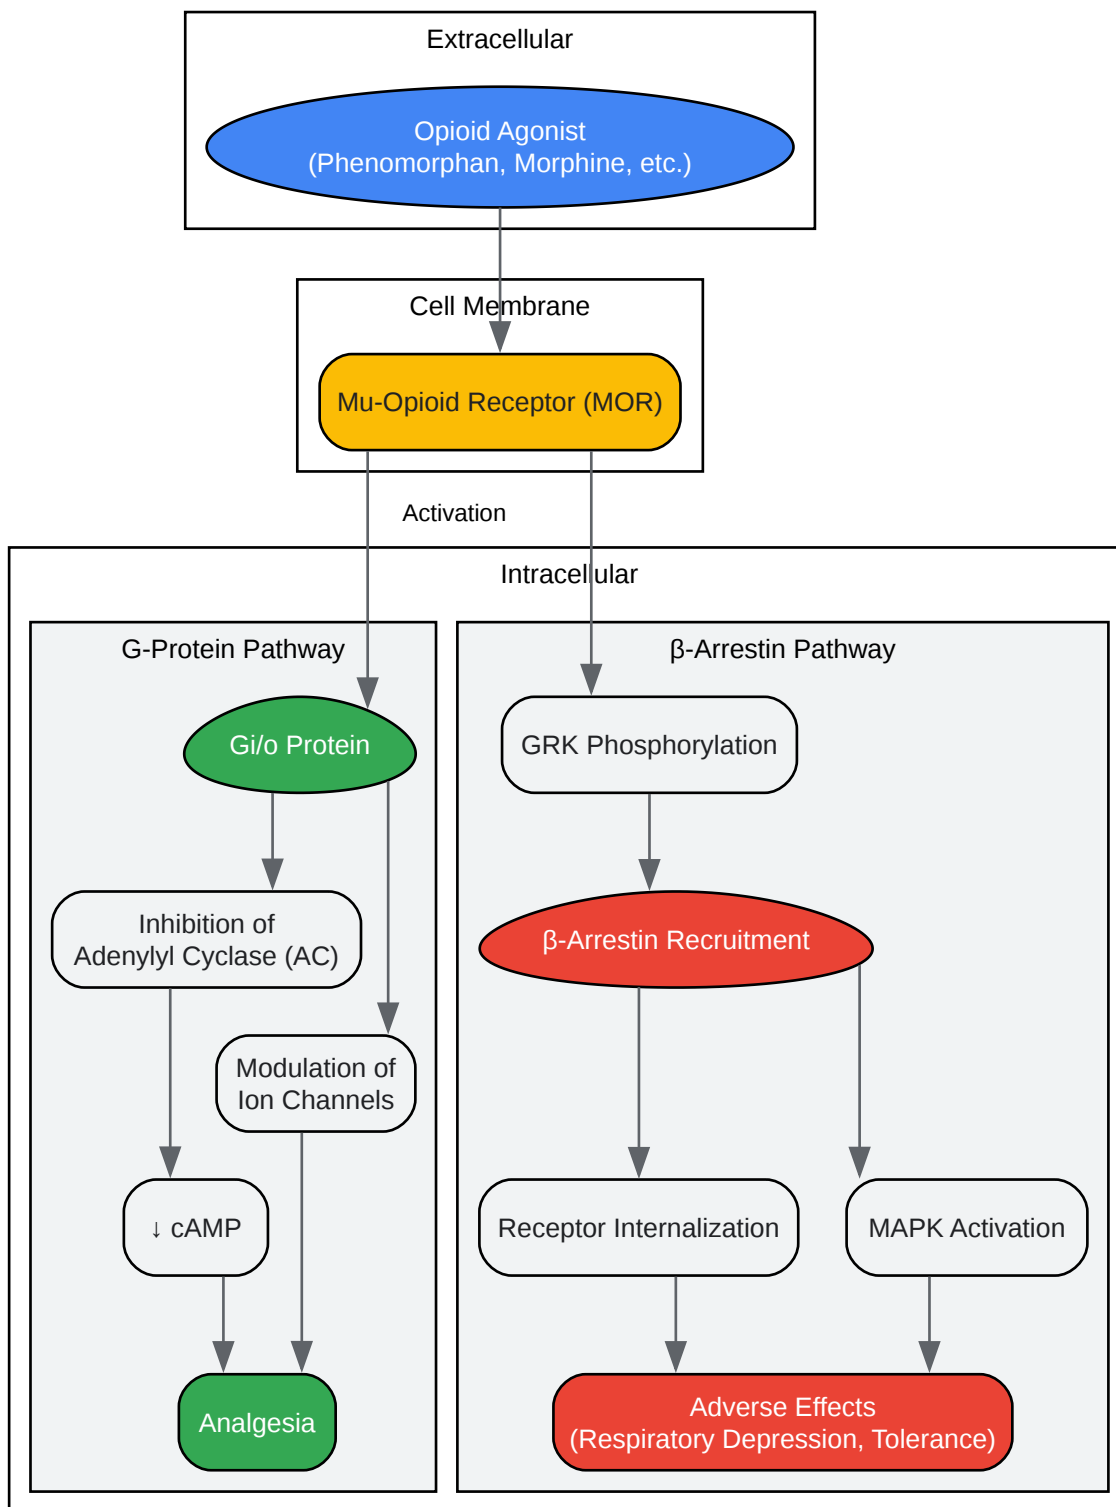 Extracellular
Opioid Agonist
(Phenomorphan, Morphine, etc.)
Cell Membrane
Mu-Opioid Receptor (MOR)
Activation
Intracellular
G-Protein Pathway
Gi/o Protein
Inhibition of
Adenylyl Cyclase (AC)
Modulation of
Ion Channels
↓ cAMP
Analgesia
β-Arrestin Pathway
GRK Phosphorylation
β-Arrestin Recruitment
Receptor Internalization
MAPK Activation
Adverse Effects
(Respiratory Depression, Tolerance)